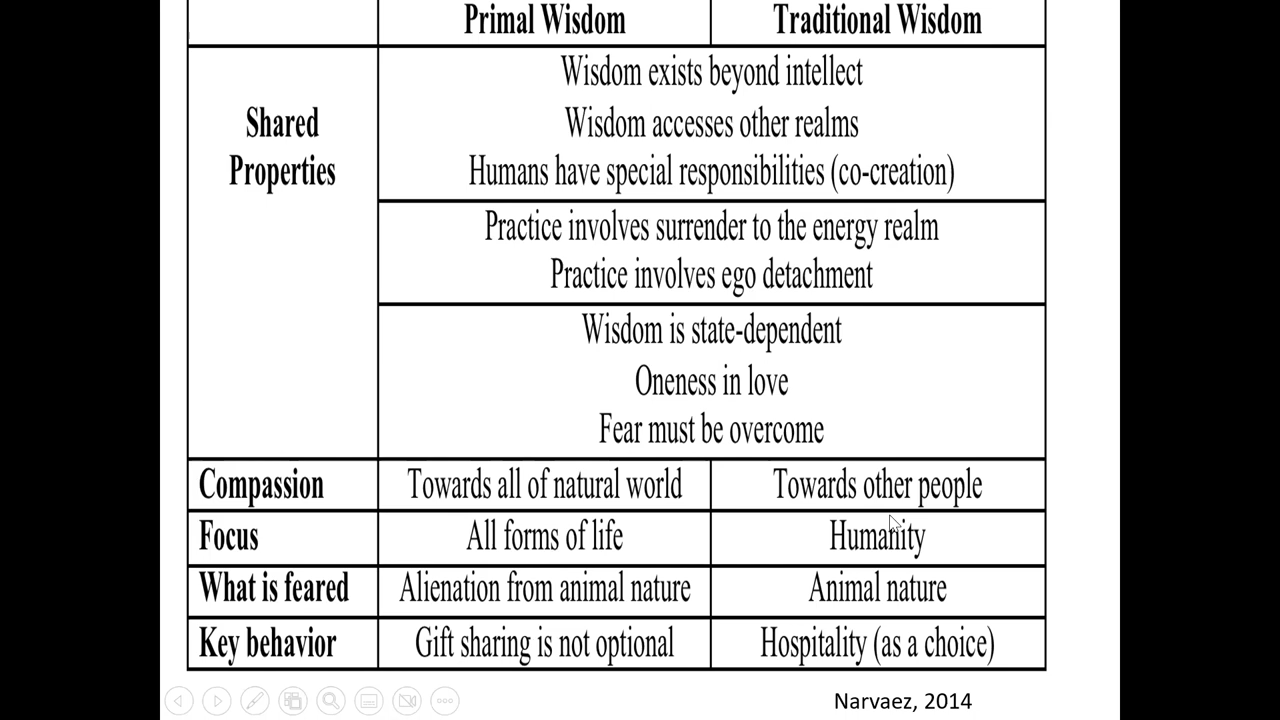 Primal Wisdom Traditional Wisdom
Shared
Properties
Wisdom exists beyond intellect
Wisdom accesses other realms
Humans have special responsibilities (co-creation)
Practice involves surrender to the energy realm
Practice involves ego detachment
Wisdom is state-dependent
Oneness in love
Fear must be overcome
Compassion Towards all of natural world Towards other people
Focus All forms of life Humanity
What is feared Alienation from animal nature Animal nature
Key behavior Gift sharing is not optional Hospitality (as a choice)
Narvaez, 2014